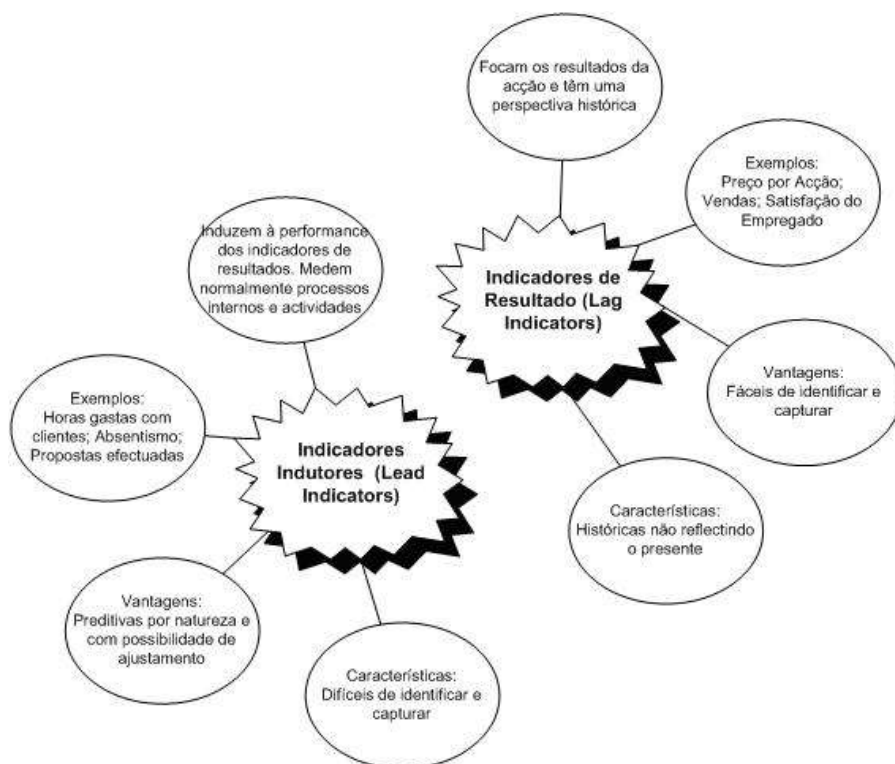 Focam os resultados da
acção e têm uma
perspectiva histórica
Exemplos:
Preço por Acção;
Vendas; Satisfação do
Empregado
Indicadores de
Resultado (Lag
Indicators)
Vantagens:
Fáceis de identificar e
capturar
Características:
Históricas não reflectindo
o presente
Induzem à performance
dos indicadores de
resultados. Medem
normalmente processos
internos e actividades
Exemplos:
Horas gastas com
clientes; Absentismo;
Propostas efectuadas
Indicadores
Indutores (Lead
Indicators)
Vantagens:
Preditivas por natureza e
com possibilidade de
ajustamento
Características:
Difíceis de identificar e
capturar